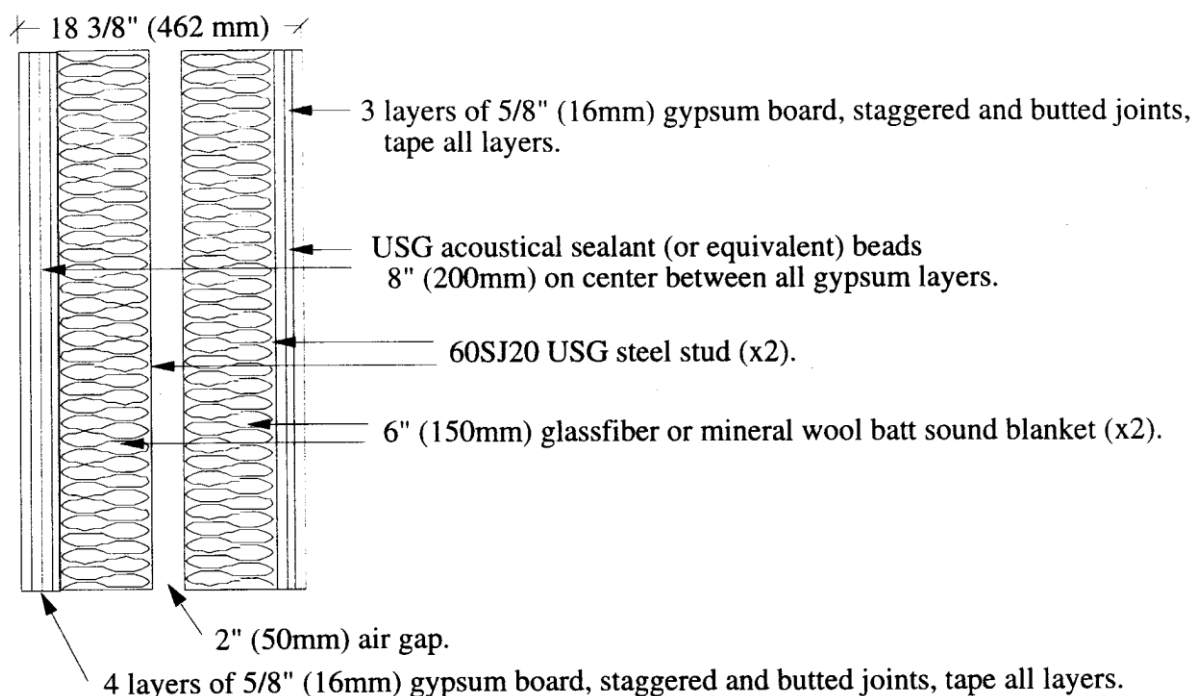 18 3/8" (462 mm)
3 layers of 5/8" (16mm) gypsum board, staggered and butted joints,
tape all layers.
USG acoustical sealant (or equivalent) beads
8" (200mm) on center between all gypsum layers.
60SJ20 USG steel stud (x2).
6" (150mm) glassfiber or mineral wool batt sound blanket (x2).
2" (50mm) air gap.
4 layers of 5/8" (16mm) gypsum board, staggered and butted joints, tape all layers.